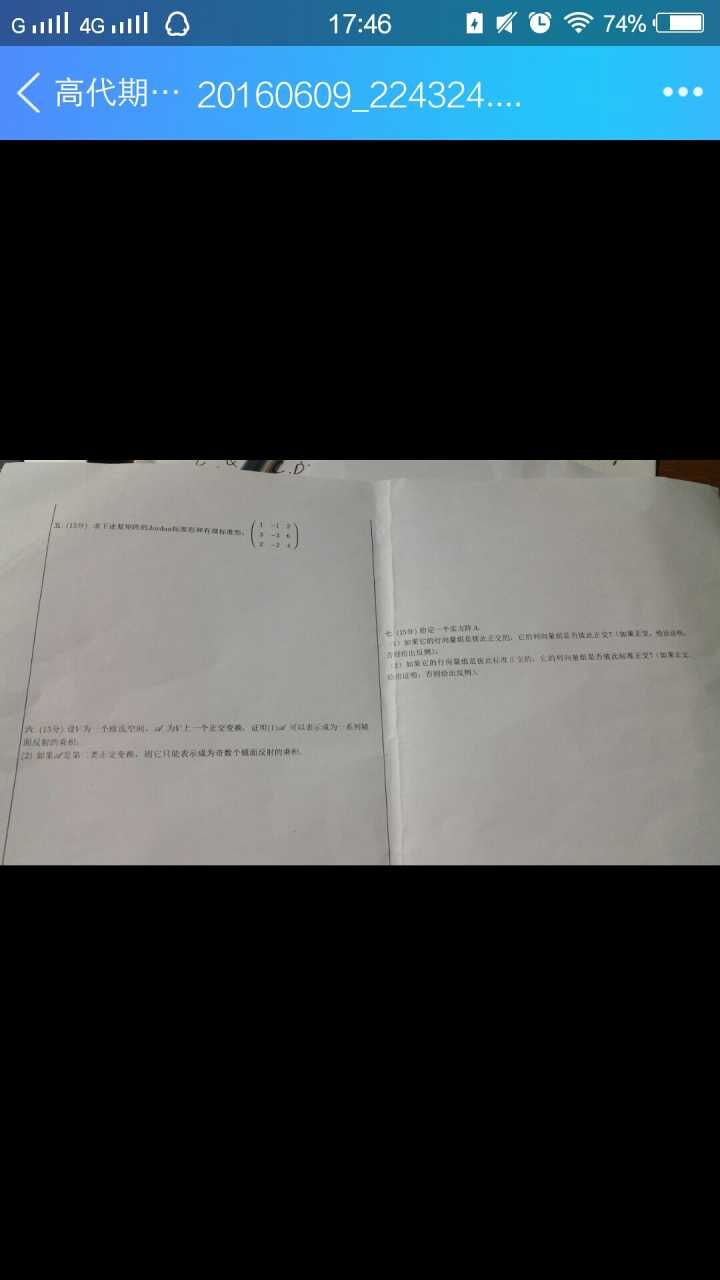 G 4G 17:46 74%
高代期… 20160609_224324....
五. (15分) 求下述复矩阵的Jordan标准形和有理标准形:
1 -1 2
3 -3 6
2 -2 4
六. (15分) 设V为一个欧氏空间, 𝒜 为V上一个正交变换, 证明(1)𝒜 可以表示成为一系列镜
面反射的乘积;
(2) 如果𝒜是第二类正交变换, 则它只能表示成为奇数个镜面反射的乘积.
七 (15分) 给定一个实方阵A.
(1) 如果它的行向量组是彼此正交的, 它的列向量组是否彼此正交? (如果正交, 给出证明,
否则给出反例).
(2) 如果它的行向量组是彼此标准正交的, 它的列向量组是否彼此标准正交? (如果正交,
给出证明, 否则给出反例).